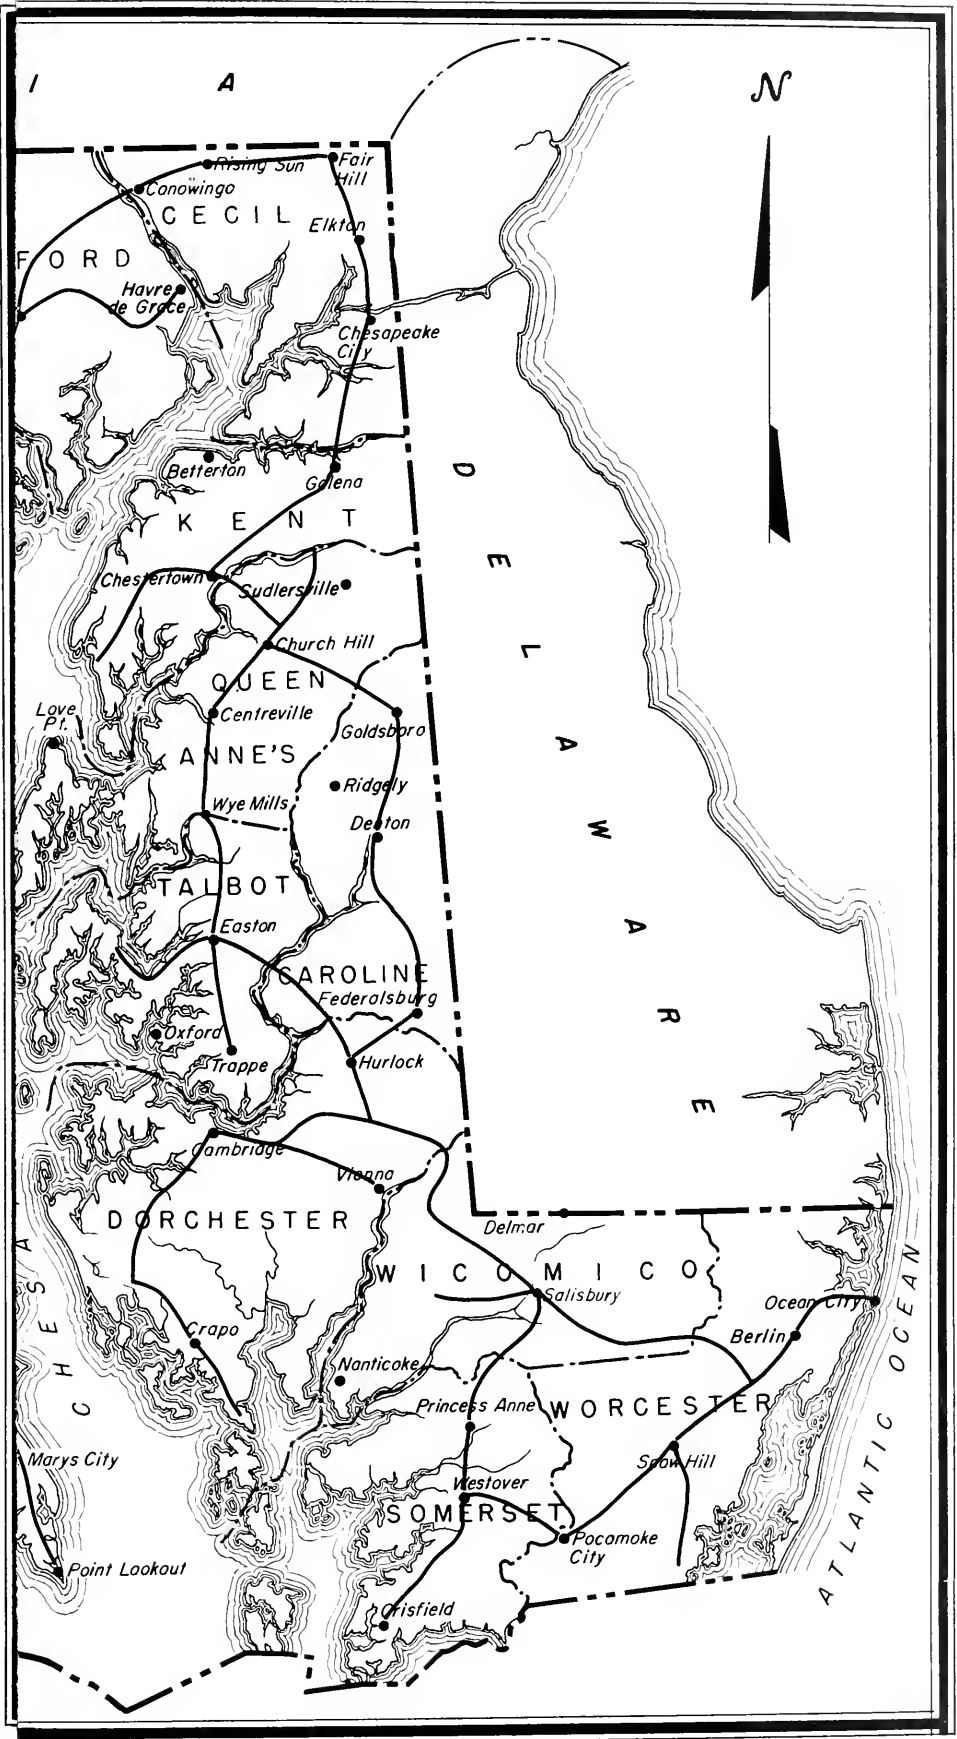 I A
N
Rising Sun
Fair
Hill
Conowingo
CECIL
Elkton
FORD
Havre
de Grace
Chesapeake
City
Betterton
Galena
D E L A W A R E
KENT
Chestertown
Sudlersville
Church Hill
QUEEN
Love
Pt.
Centreville
Goldsboro
ANNE'S
Ridgely
Wye Mills
Denton
TALBOT
Easton
CAROLINE
Federalsburg
Oxford
Trappe
Hurlock
Cambridge
Vienna
DORCHESTER
Delmar
WICOMICO
Salisbury
Ocean City
Berlin
Crapo
Nanticoke
CHESA
Princess Anne
WORCESTER
ATLANTIC OCEAN
Marys City
Snow Hill
Westover
SOMERSET
Pocomoke
City
Point Lookout
Crisfield